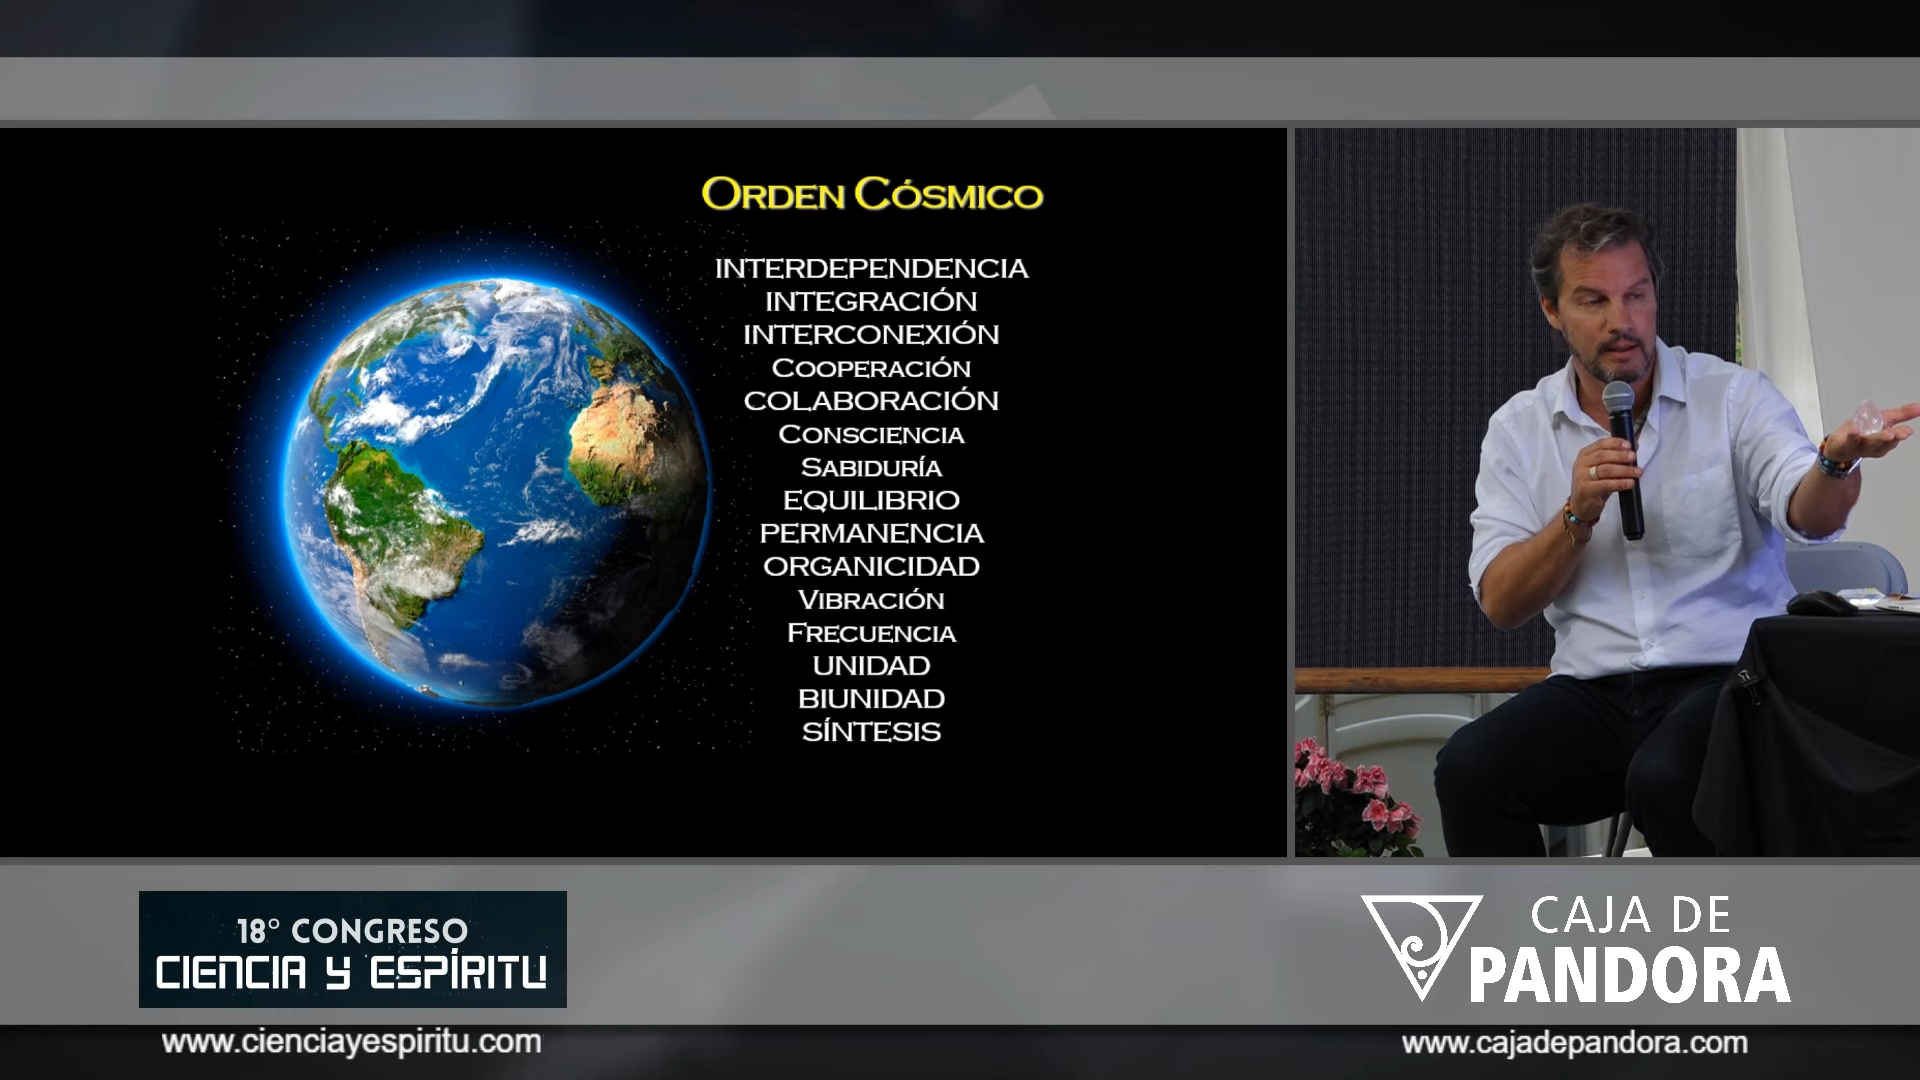 Orden Cósmico
INTERDEPENDENCIA
INTEGRACIÓN
INTERCONEXIÓN
Cooperación
COLABORACIÓN
Consciencia
Sabiduría
EQUILIBRIO
PERMANENCIA
ORGANICIDAD
Vibración
Frecuencia
UNIDAD
BIUNIDAD
SÍNTESIS
18° CONGRESO
CIENCIA Y ESPÍRITU
www.cienciayespiritu.com
CAJA DE
PANDORA
www.cajadepandora.com